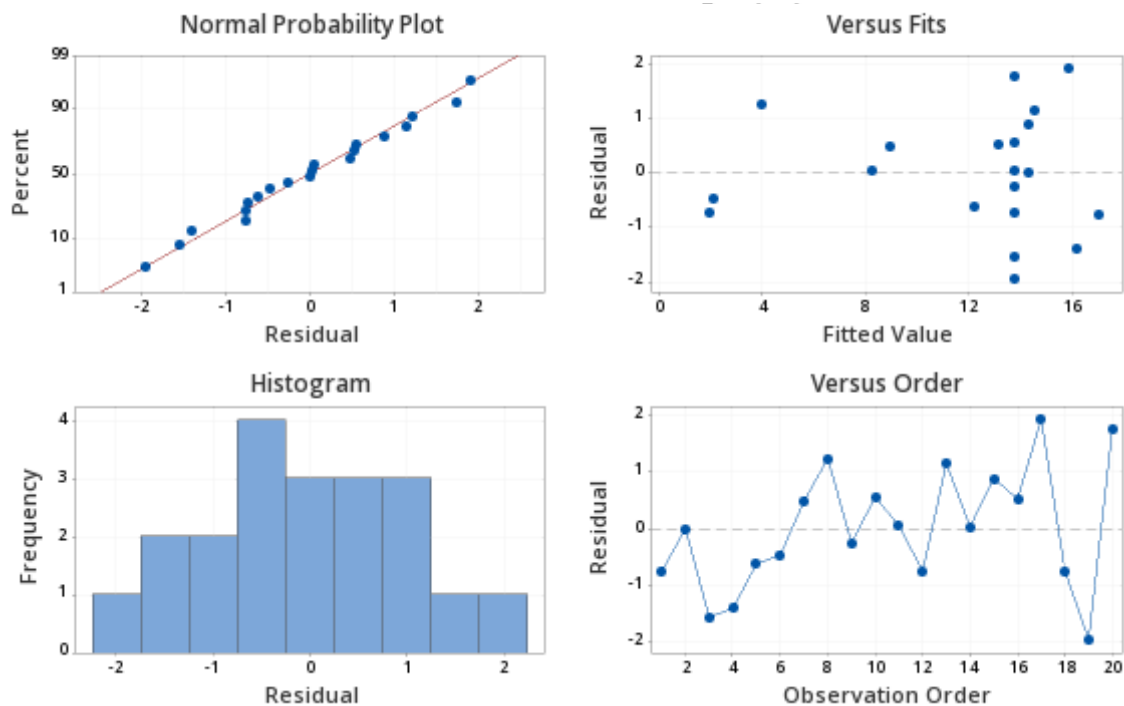 Normal Probability Plot
99
90
50
10
1
Percent
-2 -1 0 1 2
Residual
Versus Fits
2
1
0
-1
-2
Residual
0 4 8 12 16
Fitted Value
Histogram
4
3
2
1
0
Frequency
-2 -1 0 1 2
Residual
Versus Order
2
1
0
-1
-2
Residual
2 4 6 8 10 12 14 16 18 20
Observation Order